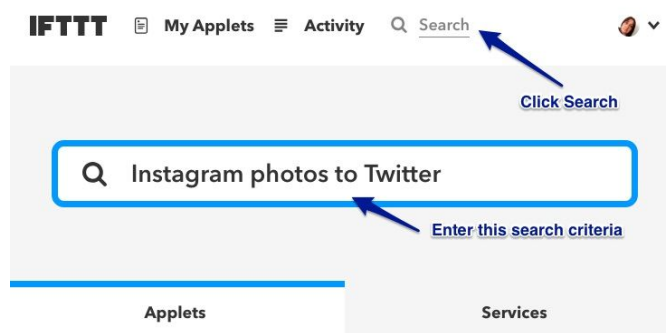 IFTTT My Applets Activity Search
Click Search
Instagram photos to Twitter
Enter this search criteria
Applets Services